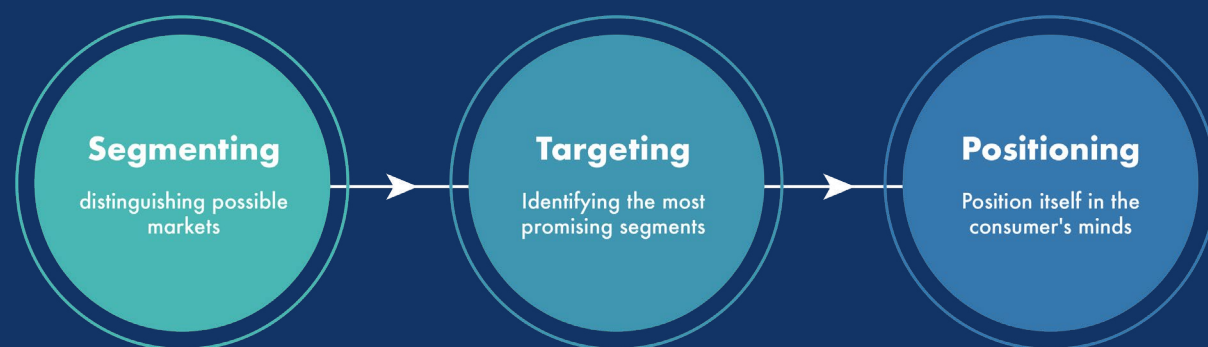 Segmenting
distinguishing possible
markets
Targeting
Identifying the most
promising segments
Positioning
Position itself in the
consumer's minds